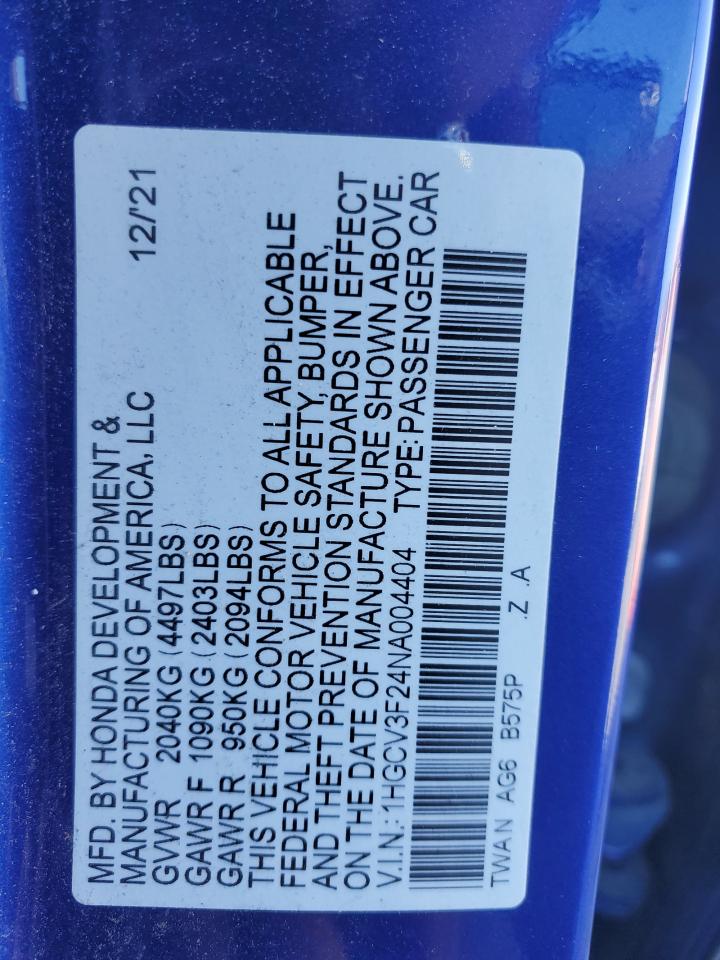 MFD. BY HONDA DEVELOPMENT &
MANUFACTURING OF AMERICA, LLC 12/'21
GVWR 2040KG (4497LBS)
GAWR F 1090KG (2403LBS)
GAWR R 950KG (2094LBS)
THIS VEHICLE CONFORMS TO ALL APPLICABLE
FEDERAL MOTOR VEHICLE SAFETY, BUMPER,
AND THEFT PREVENTION STANDARDS IN EFFECT
ON THE DATE OF MANUFACTURE SHOWN ABOVE.
V.I.N.: 1HGCV3F24NA004404 TYPE: PASSENGER CAR
TWA N AG6 B575P .Z .A